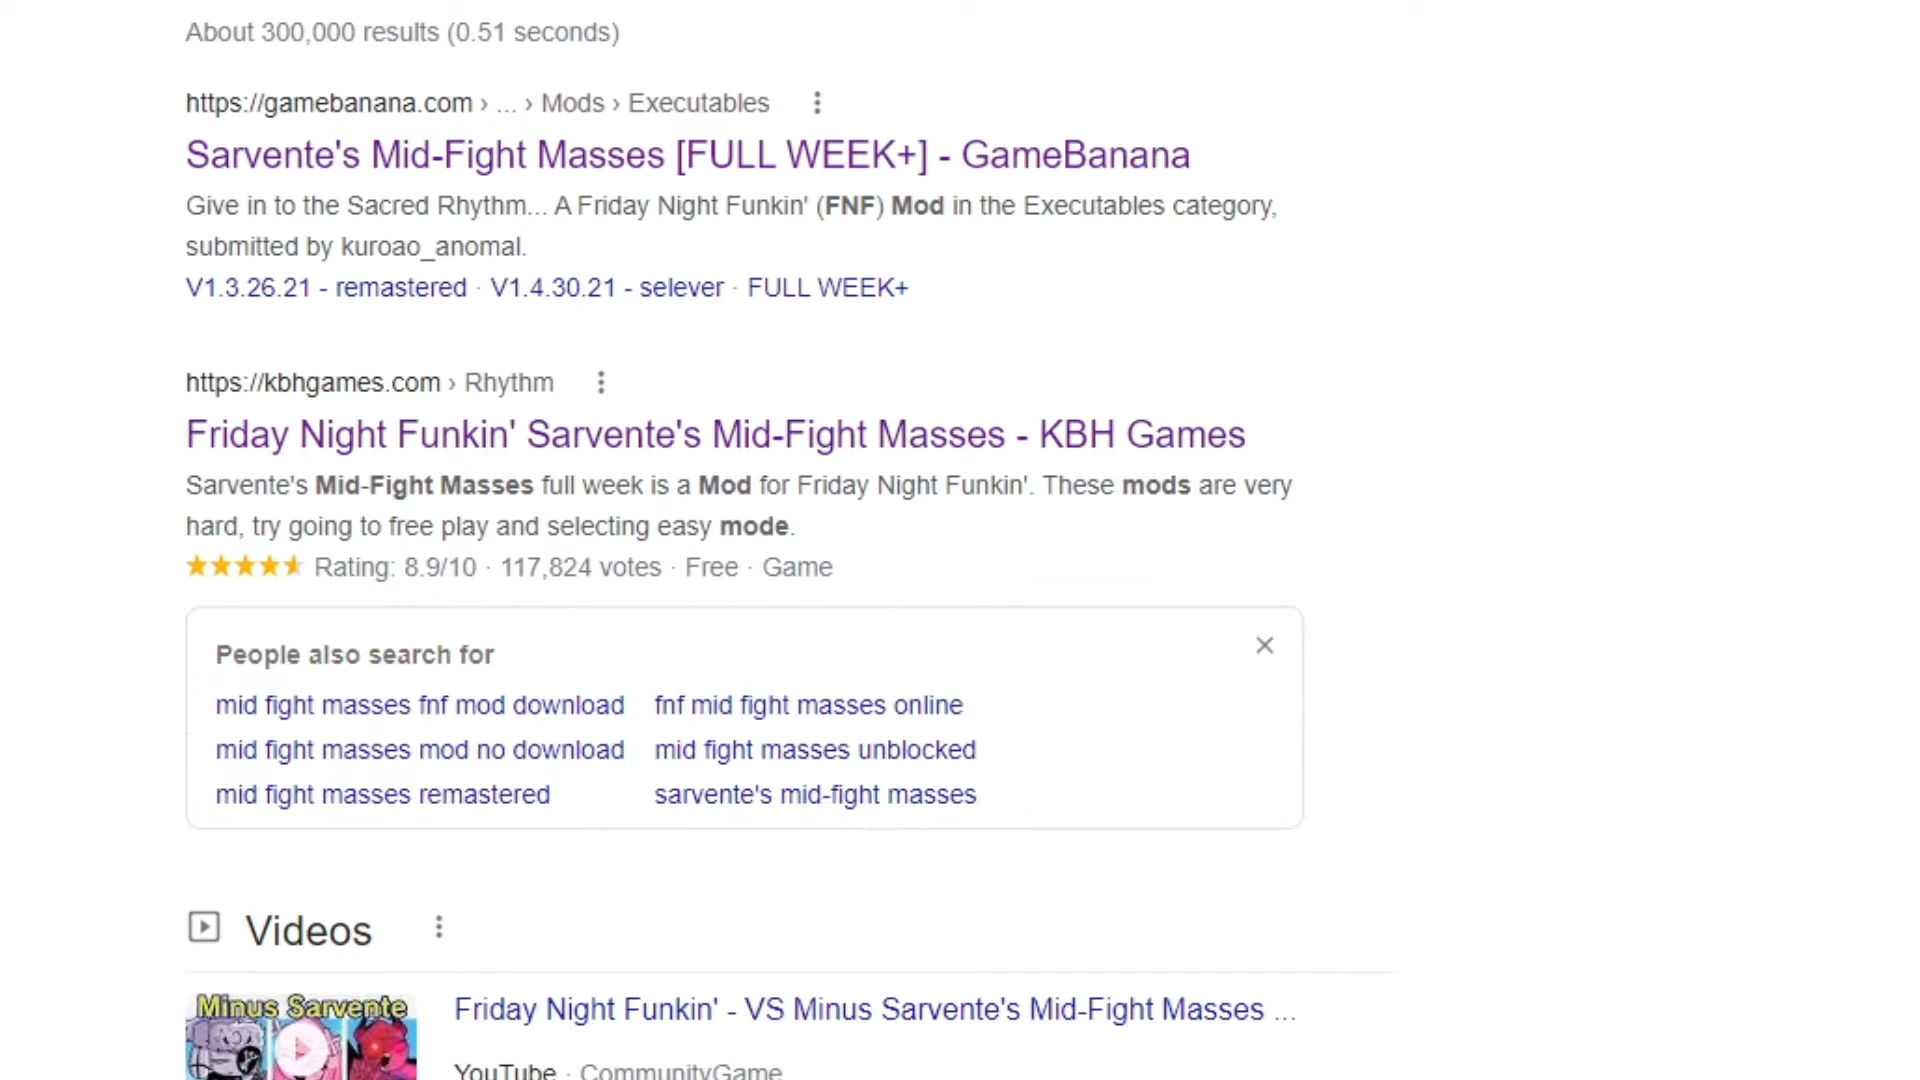 About 300,000 results (0.51 seconds)
https://gamebanana.com › ... › Mods › Executables
Sarvente's Mid-Fight Masses [FULL WEEK+] - GameBanana
Give in to the Sacred Rhythm... A Friday Night Funkin' (FNF) Mod in the Executables category,
submitted by kuroao_anomal.
V1.3.26.21 - remastered · V1.4.30.21 - selever · FULL WEEK+
https://kbhgames.com › Rhythm
Friday Night Funkin' Sarvente's Mid-Fight Masses - KBH Games
Sarvente's Mid-Fight Masses full week is a Mod for Friday Night Funkin'. These mods are very
hard, try going to free play and selecting easy mode.
Rating: 8.9/10 · 117,824 votes · Free · Game
People also search for
mid fight masses fnf mod download fnf mid fight masses online
mid fight masses mod no download mid fight masses unblocked
mid fight masses remastered sarvente's mid-fight masses
Videos
Minus Sarvente
Friday Night Funkin' - VS Minus Sarvente's Mid-Fight Masses ...
YouTube · CommunityGame